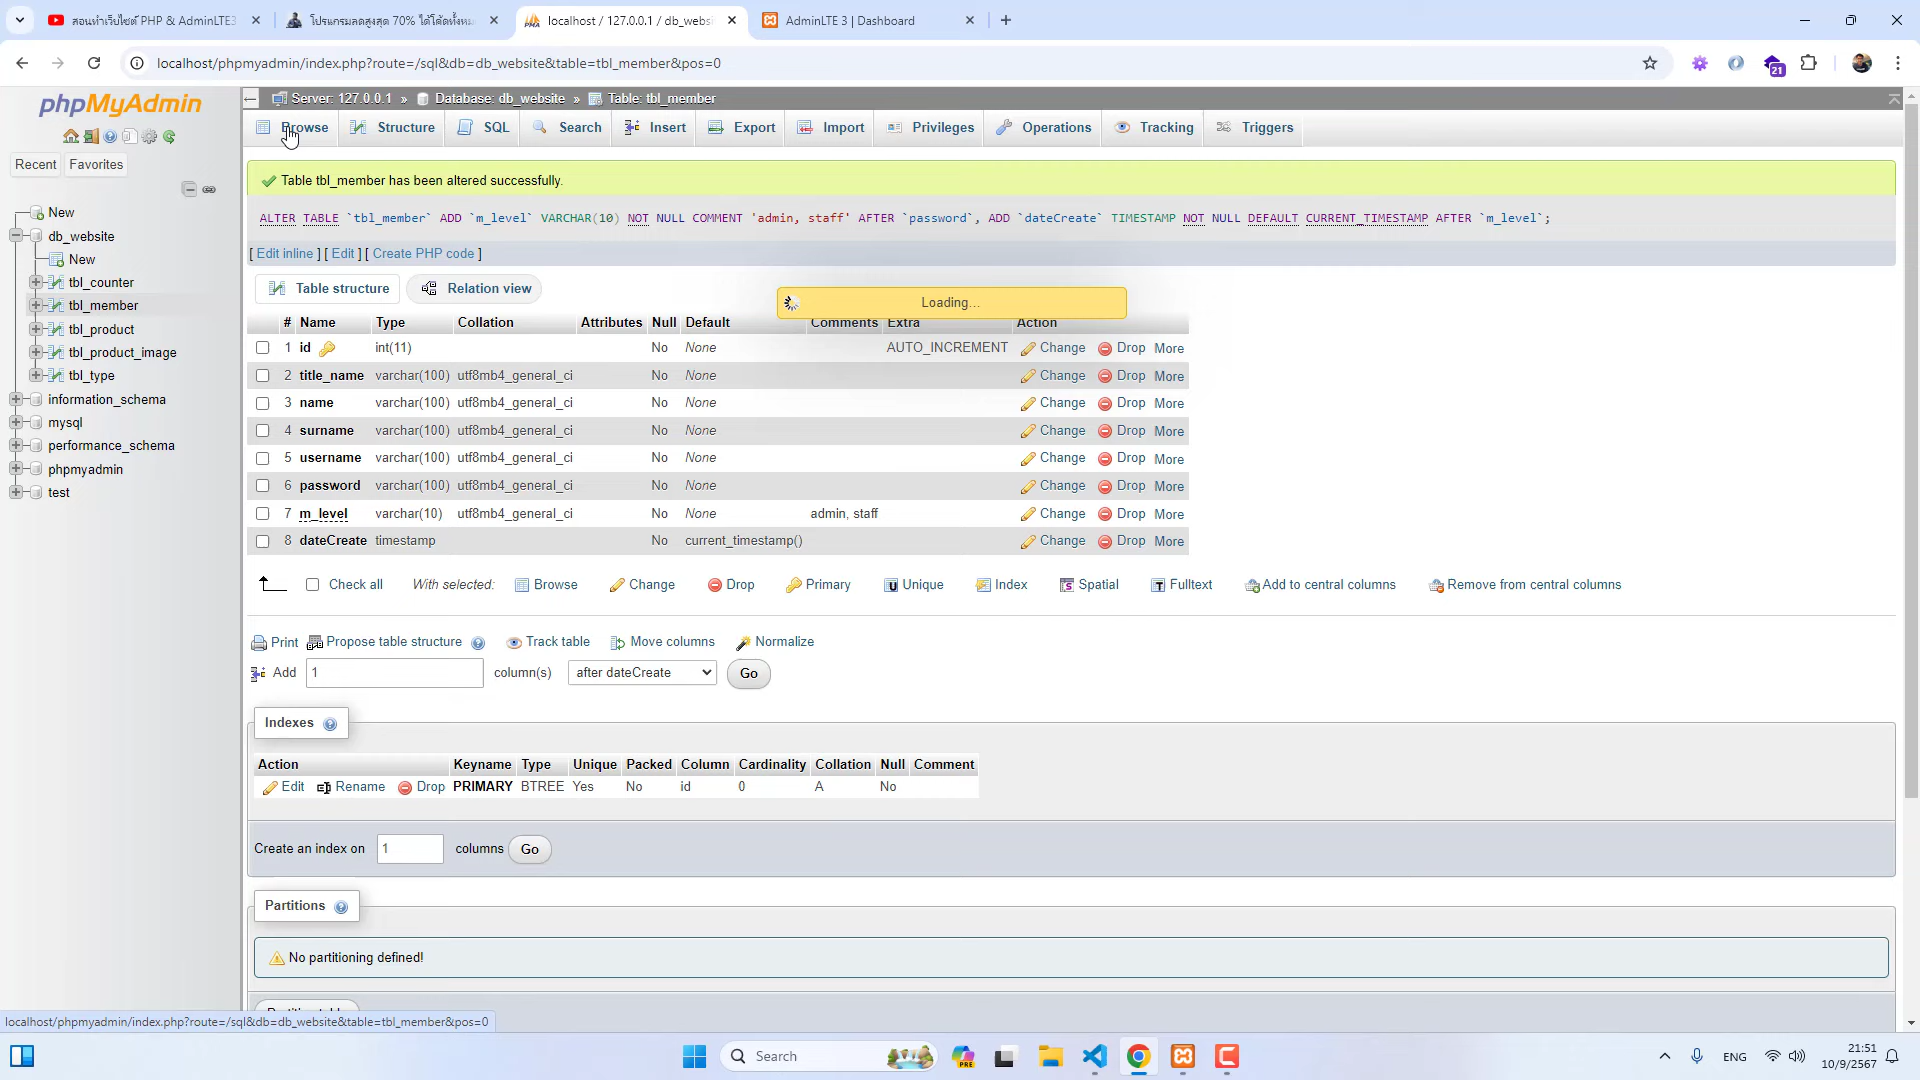 สอนทำเว็บไซต์ PHP & AdminLTE3
โปรแกรมลดสูงสุด 70% ได้โค้ดทั้งหม
localhost / 127.0.0.1 / db_websi
AdminLTE 3 | Dashboard
localhost/phpmyadmin/index.php?route=/sql&db=db_website&table=tbl_member&pos=0
21
phpMyAdmin
Recent
Favorites
New
db_website
New
tbl_counter
tbl_member
tbl_product
tbl_product_image
tbl_type
information_schema
mysql
performance_schema
phpmyadmin
test
Server: 127.0.0.1 » Database: db_website » Table: tbl_member
Browse Structure SQL Search Insert Export Import Privileges Operations Tracking Triggers
Table tbl_member has been altered successfully.
ALTER TABLE `tbl_member` ADD `m_level` VARCHAR(10) NOT NULL COMMENT 'admin, staff' AFTER `password`, ADD `dateCreate` TIMESTAMP NOT NULL DEFAULT CURRENT_TIMESTAMP AFTER `m_level`;
[ Edit inline ] [ Edit ] [ Create PHP code ]
Table structure Relation view
Loading...
# Name Type Collation Attributes Null Default Comments Extra Action
1 id int(11) No None AUTO_INCREMENT Change Drop More
2 title_name varchar(100) utf8mb4_general_ci No None Change Drop More
3 name varchar(100) utf8mb4_general_ci No None Change Drop More
4 surname varchar(100) utf8mb4_general_ci No None Change Drop More
5 username varchar(100) utf8mb4_general_ci No None Change Drop More
6 password varchar(100) utf8mb4_general_ci No None Change Drop More
7 m_level varchar(10) utf8mb4_general_ci No None admin, staff Change Drop More
8 dateCreate timestamp No current_timestamp() Change Drop More
Check all With selected: Browse Change Drop Primary Unique Index Spatial Fulltext Add to central columns Remove from central columns
Print Propose table structure Track table Move columns Normalize
Add 1 column(s) after dateCreate Go
Indexes
Action Keyname Type Unique Packed Column Cardinality Collation Null Comment
Edit Rename Drop PRIMARY BTREE Yes No id 0 A No
Create an index on 1 columns Go
Partitions
No partitioning defined!
localhost/phpmyadmin/index.php?route=/sql&db=db_website&table=tbl_member&pos=0
Search
PRE
ENG
21:51
10/9/2567